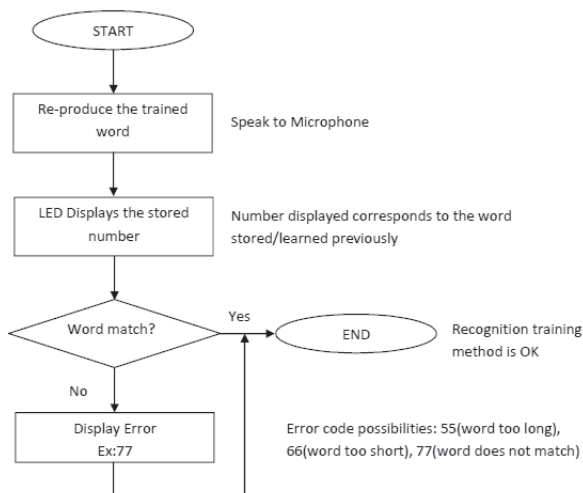 START
Re-produce the trained
word
Speak to Microphone
LED Displays the stored
number
Number displayed corresponds to the word
stored/learned previously
Word match?
Yes
END
Recognition training
method is OK
No
Display Error
Ex:77
Error code possibilities: 55(word too long),
66(word too short), 77(word does not match)